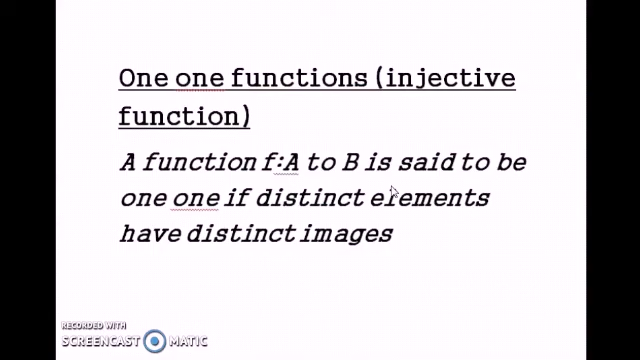 One one functions(injective
function)
A function f:A to B is said to be
one one if distinct elements
have distinct images
RECORDED WITH
SCREENCAST MATIC